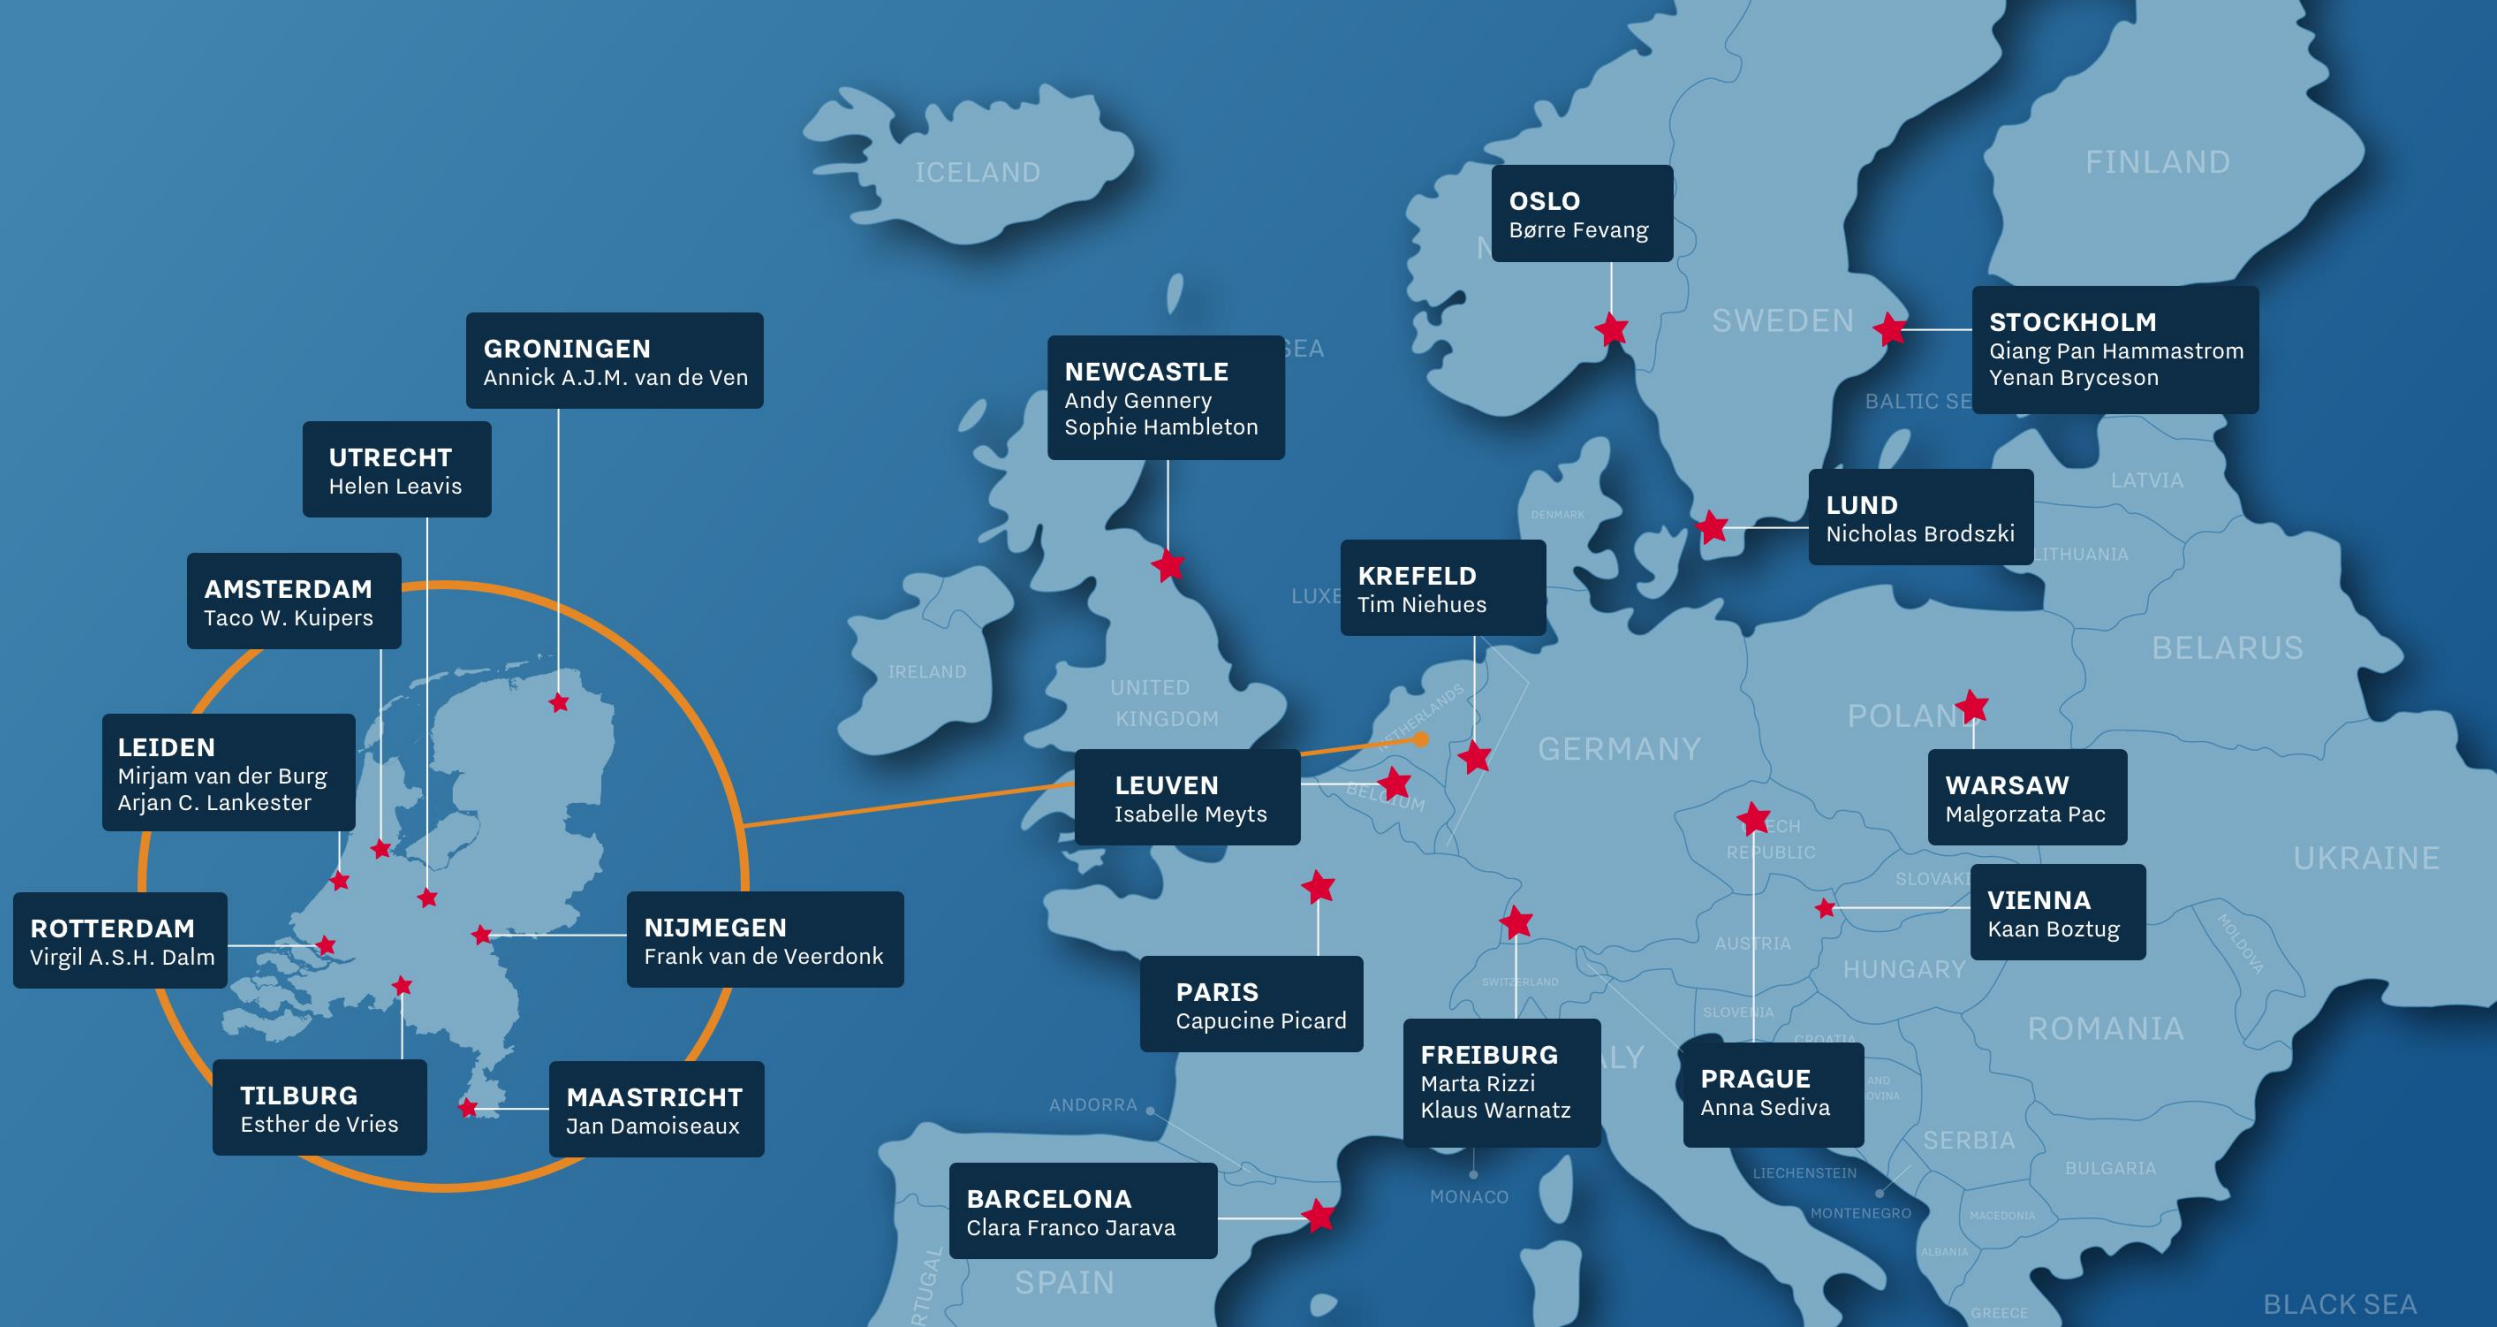 ICELAND
FINLAND
OSLO
Børre Fevang
N
SWEDEN
STOCKHOLM
Qiang Pan Hammastrom
Yenan Bryceson
BALTIC SE
GRONINGEN
Annick A.J.M. van de Ven
NEWCASTLE
Andy Gennery
Sophie Hambleton
SEA
UTRECHT
Helen Leavis
LATVIA
LUND
Nicholas Brodszki
LITHUANIA
DENMARK
AMSTERDAM
Taco W. Kuipers
KREFELD
Tim Niehues
LUXE
BELARUS
IRELAND
UNITED
KINGDOM
NETHERLANDS
GERMANY
POLAN
LEIDEN
Mirjam van der Burg
Arjan C. Lankester
LEUVEN
Isabelle Meyts
BELGIUM
WARSAW
Malgorzata Pac
CZECH
REPUBLIC
SLOVAKI
UKRAINE
ROTTERDAM
Virgil A.S.H. Dalm
NIJMEGEN
Frank van de Veerdonk
VIENNA
Kaan Boztug
AUSTRIA
HUNGARY
MOLDOVA
SWITZERLAND
SLOVENIA
CROATIA
ROMANIA
PARIS
Capucine Picard
FREIBURG
Marta Rizzi
Klaus Warnatz
ALY
PRAGUE
Anna Sediva
AND
OVINA
TILBURG
Esther de Vries
MAASTRICHT
Jan Damoiseaux
ANDORRA
SERBIA
BULGARIA
LIECHENSTEIN
MONACO
MONTENEGRO
MACEDONIA
BARCELONA
Clara Franco Jarava
ALBANIA
RTUGAL
SPAIN
GREECE
BLACK SEA